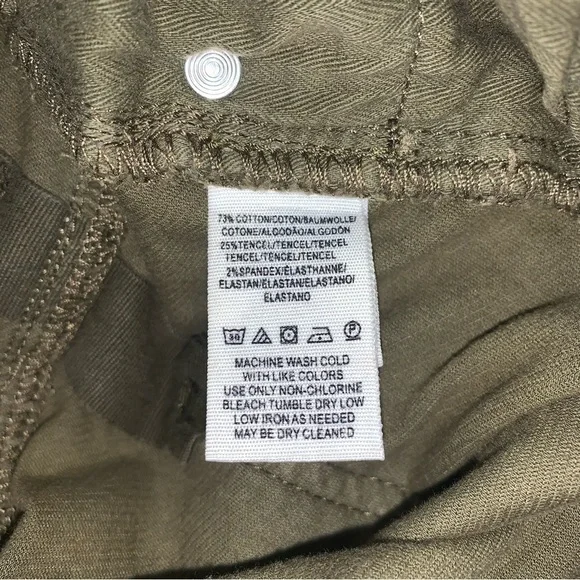 73% COTTON/COTON/BAUMWOLLE/
COTONE/ALGODÃO/ALGODÓN
25%TENCEL/TENCEL/TENCEL
TENCEL/TENCEL/TENCEL
2%SPANDEX/ÉLASTHANNE/
ELASTAN/ELASTAN/ELASTANO/
ELASTANO
30 P
MACHINE WASH COLD
WITH LIKE COLORS
USE ONLY NON-CHLORINE
BLEACH TUMBLE DRY LOW
LOW IRON AS NEEDED
MAY BE DRY CLEANED